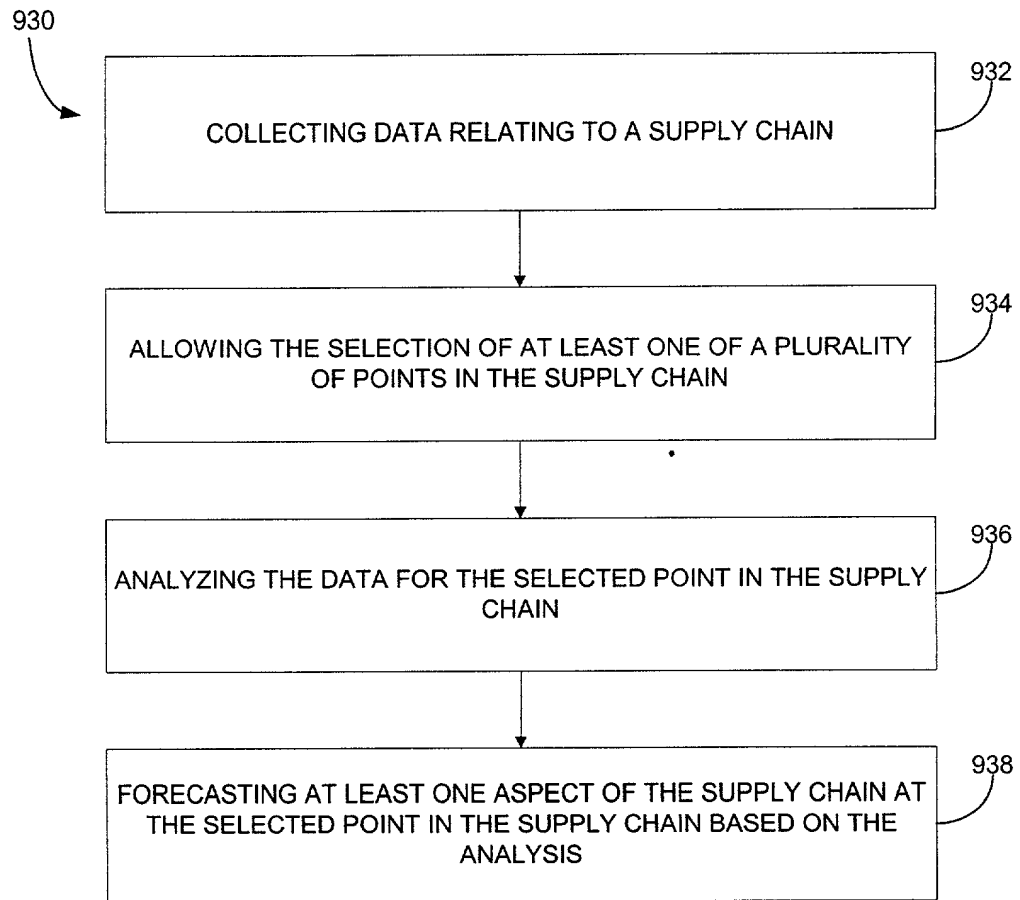 930
932
COLLECTING DATA RELATING TO A SUPPLY CHAIN
934
ALLOWING THE SELECTION OF AT LEAST ONE OF A PLURALITY
OF POINTS IN THE SUPPLY CHAIN
936
ANALYZING THE DATA FOR THE SELECTED POINT IN THE SUPPLY
CHAIN
938
FORECASTING AT LEAST ONE ASPECT OF THE SUPPLY CHAIN AT
THE SELECTED POINT IN THE SUPPLY CHAIN BASED ON THE
ANALYSIS